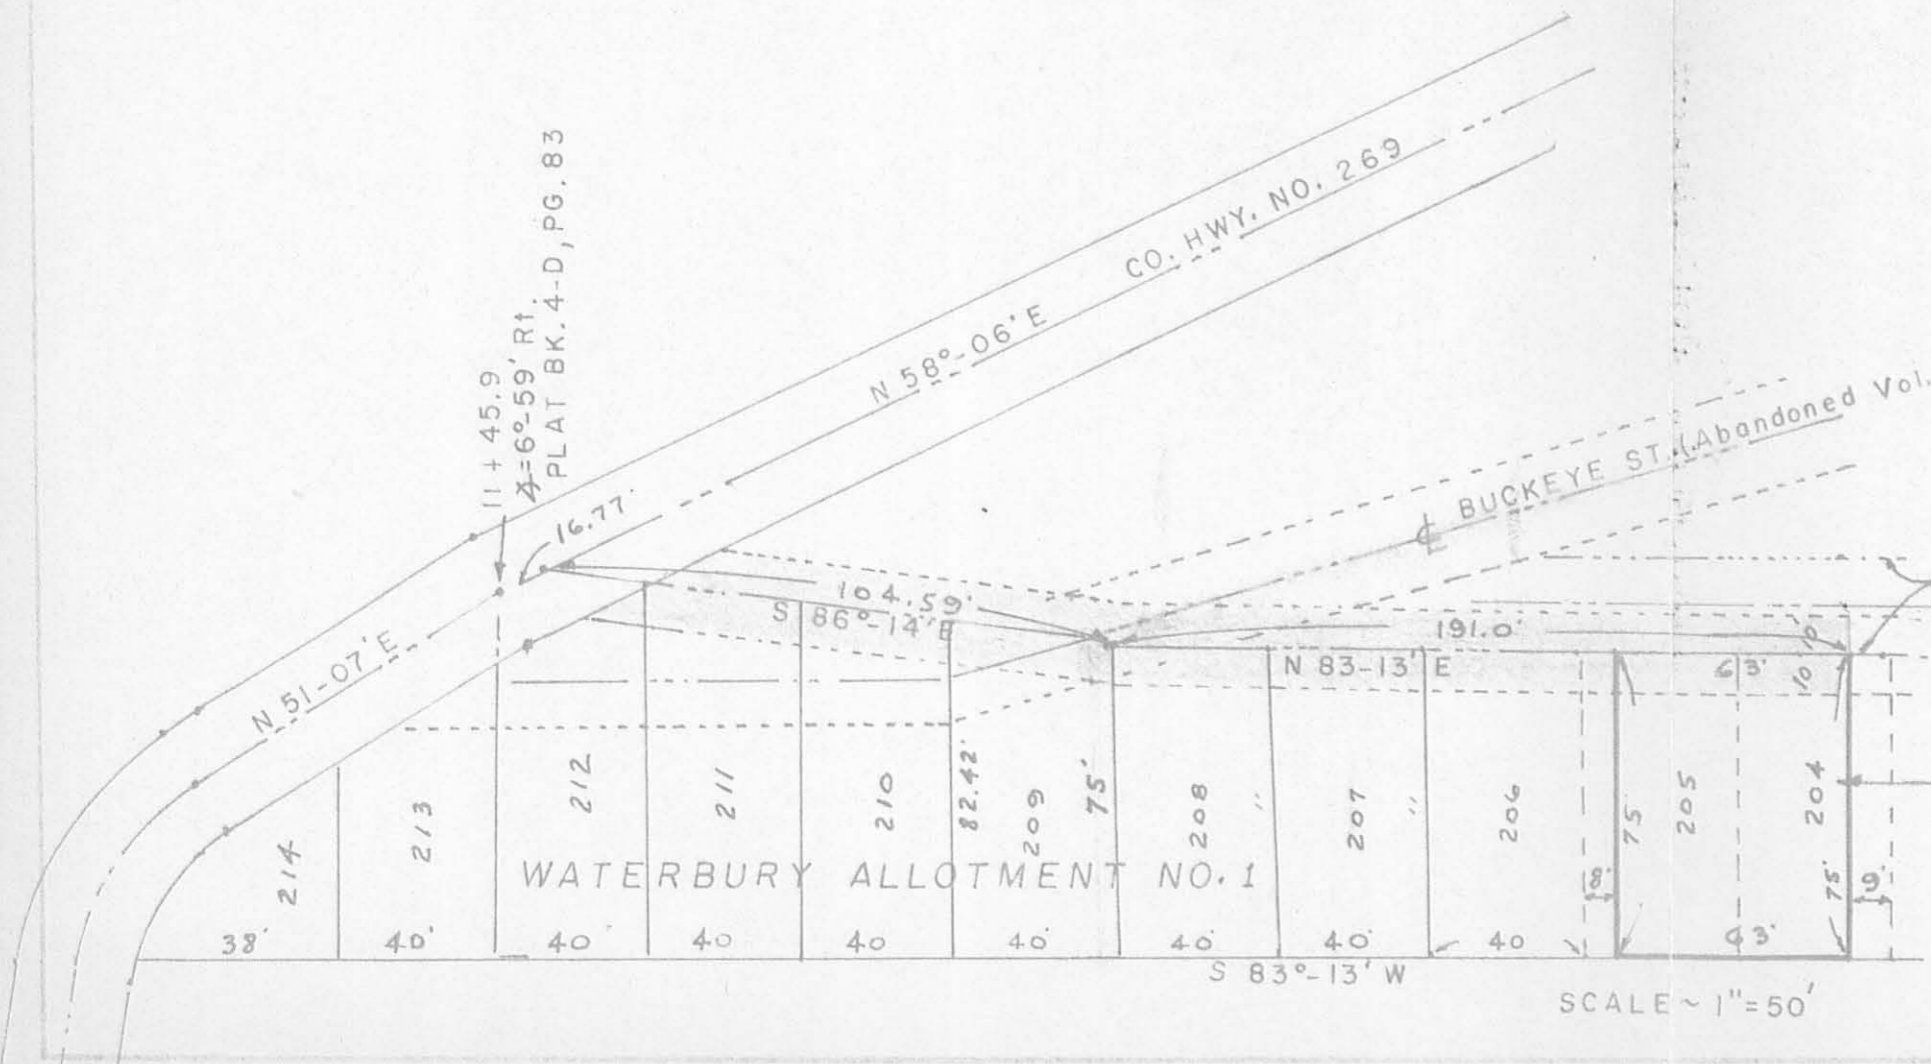 11 + 45.9
∡=6°-59' Rt.
PLAT BK. 4-D, PG. 83
CO. HWY. NO. 269
N 58°-06' E
16.77'
N 51-07' E
℄ BUCKEYE ST. (Abandoned Vol.
104.59'
S 86°-14' E
191.0'
N 83-13' E
63'
10'
10'
214
213
212
211
210
82.42'
209
75'
208
"
207
"
206
75
205
204
75'
WATERBURY ALLOTMENT NO. 1
8'
9'
38'
40'
40'
40
40
40'
40'
40'
40
63'
S 83°-13' W
SCALE ~ 1"=50'